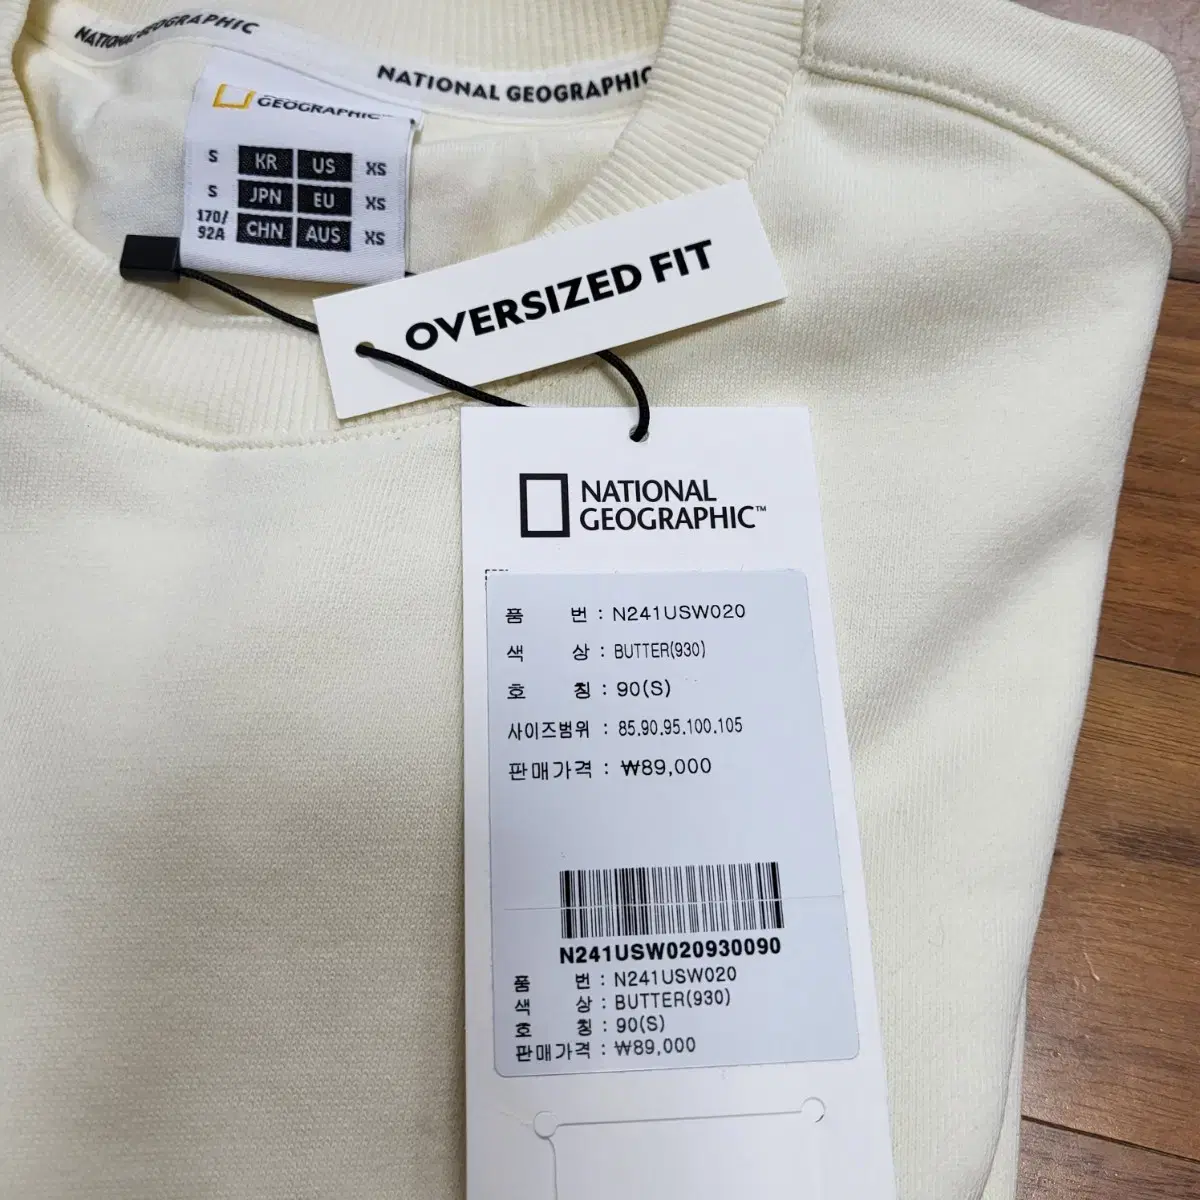 NATIONAL GEOGRAPHIC
NATIONAL GEOGRAPHIC
GEOGRAPHIC
S KR US XS
S JPN EU XS
170/92A CHN AUS XS
OVERSIZED FIT
NATIONAL
GEOGRAPHIC™
품 번 : N241USW020
색 상 : BUTTER(930)
호 칭 : 90(S)
사이즈범위 : 85.90.95.100.105
판매가격 : ₩89,000
N241USW020930090
품 번 : N241USW020
색 상 : BUTTER(930)
호 칭 : 90(S)
판매가격 : ₩89,000